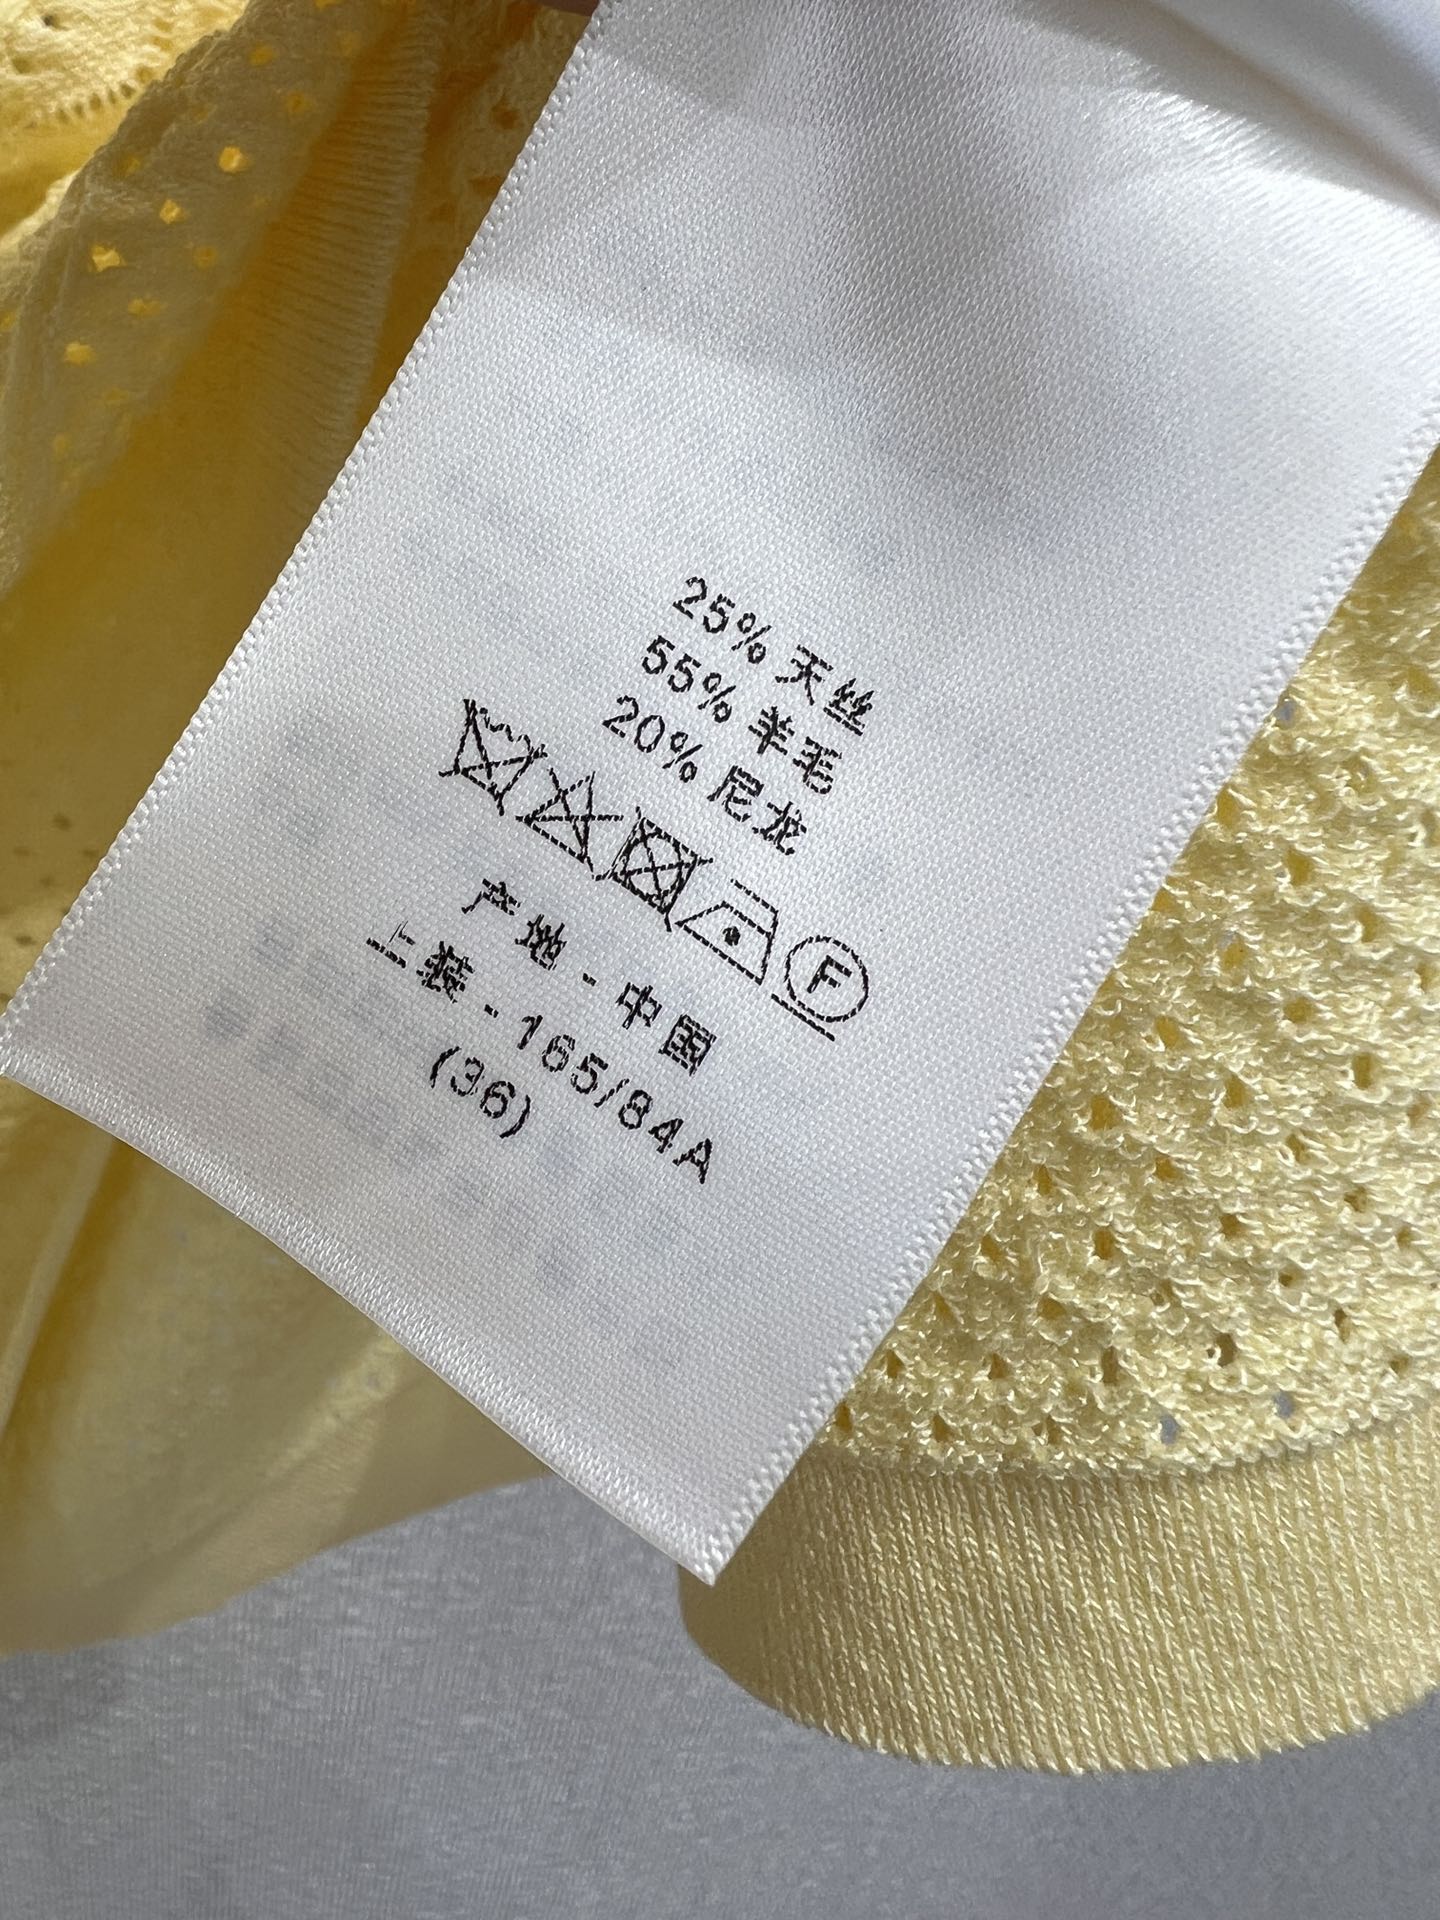 25% 天丝
55% 羊毛
20% 尼龙
F
产地 - 中国
上装 - 165/84A
(36)